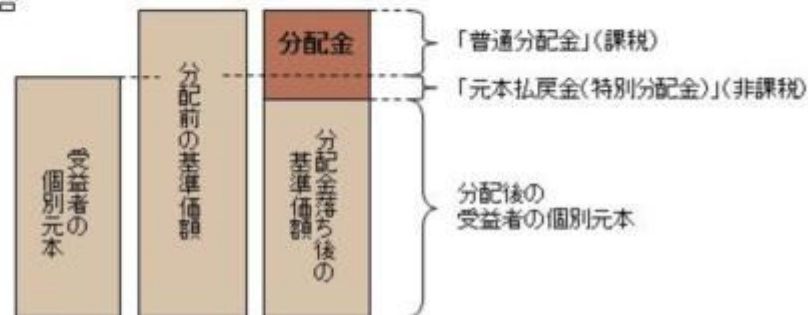 受益者の
個別元本
分配前の基準価額
分配金
分配金落ち後の
基準価額
「普通分配金」(課税)
「元本払戻金(特別分配金)」(非課税)
分配後の
受益者の個別元本